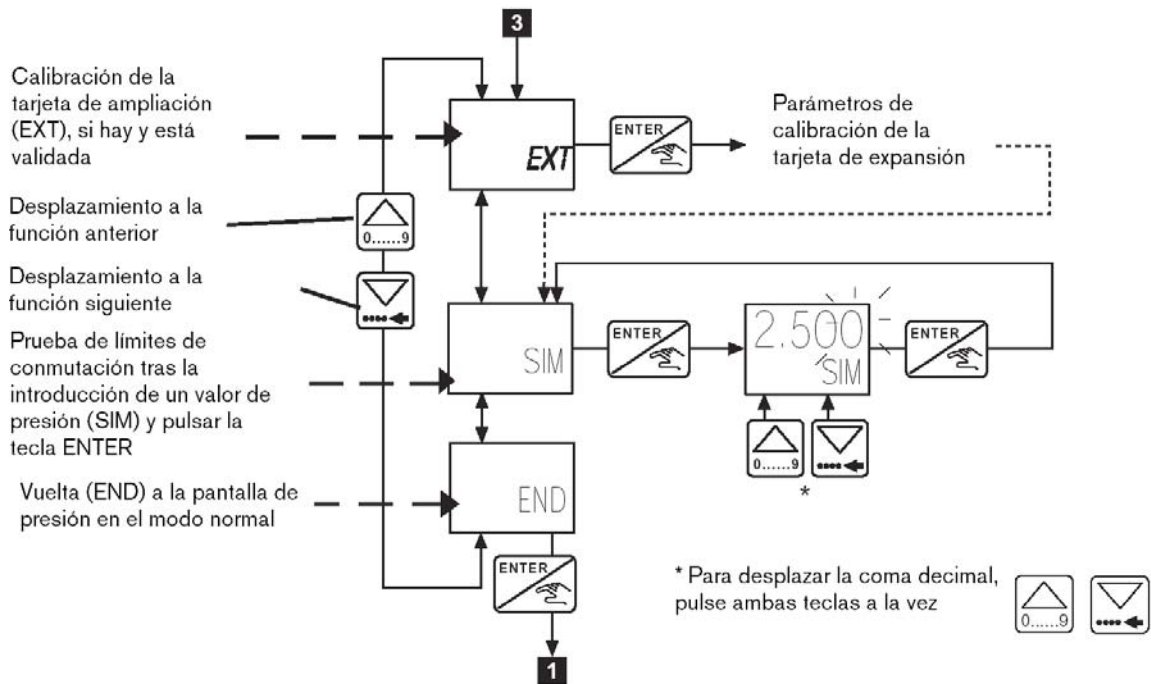 3
Calibración de la
tarjeta de ampliación
(EXT), si hay y está
validada
EXT
ENTER
Parámetros de
calibración de la
tarjeta de expansión
Desplazamiento a la
función anterior
0......9
Desplazamiento a la
función siguiente
Prueba de límites de
conmutación tras la
introducción de un valor de
presión (SIM) y pulsar la
tecla ENTER
SIM
ENTER
2.500
SIM
ENTER
0......9
*
Vuelta (END) a la pantalla de
presión en el modo normal
END
ENTER
1
* Para desplazar la coma decimal,
pulse ambas teclas a la vez
0......9